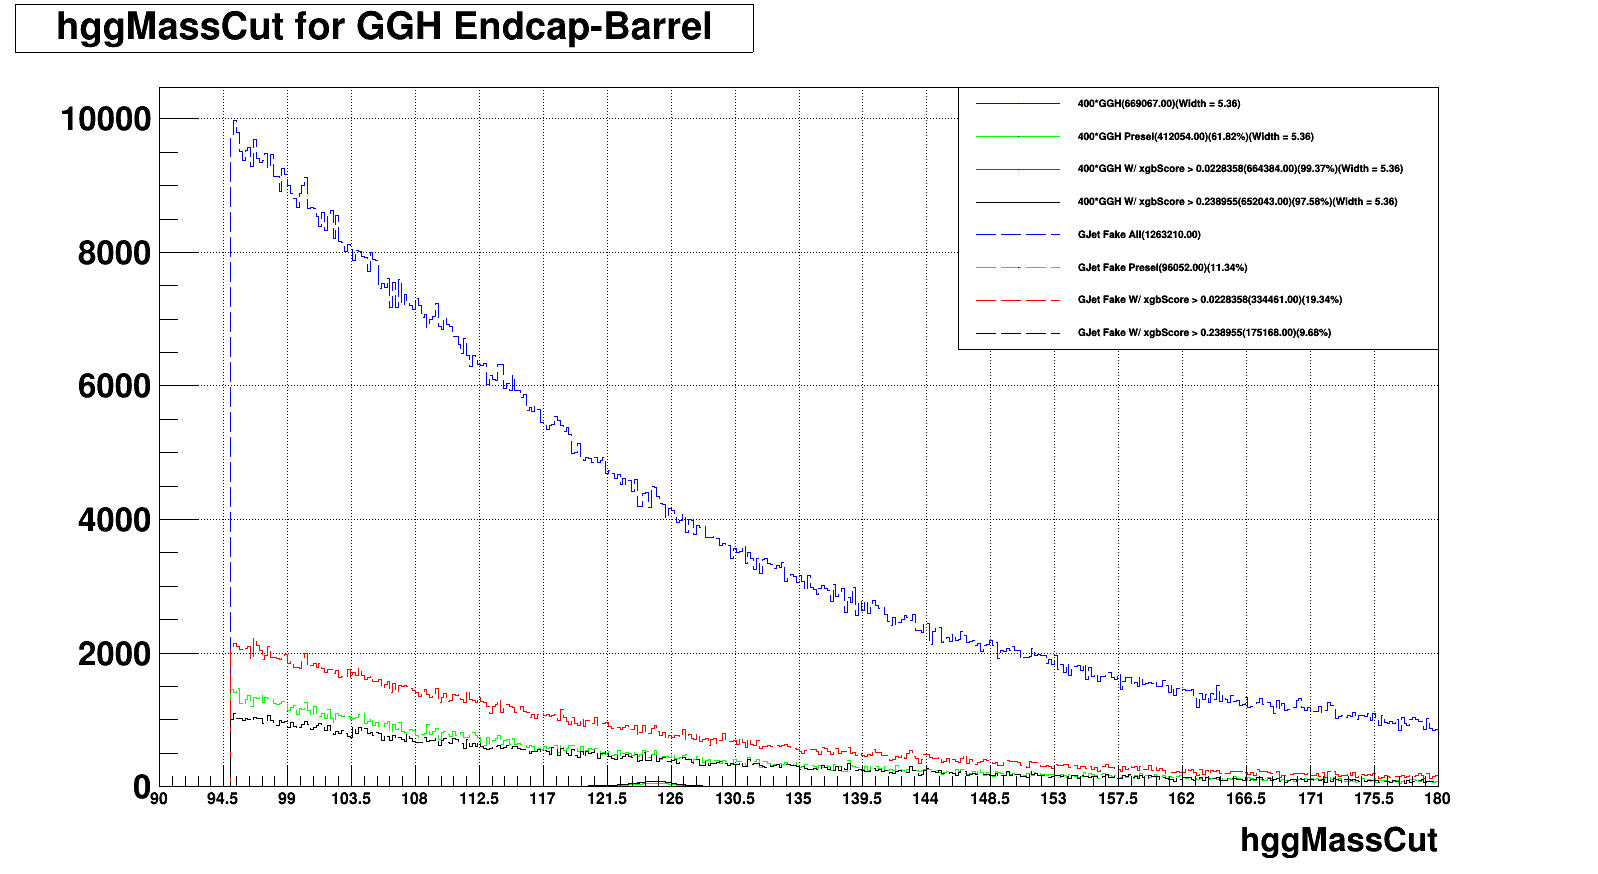 hggMassCut for GGH Endcap-Barrel
400*GGH(669067.00)(Width = 5.36)
400*GGH Presel(412054.00)(61.82%)(Width = 5.36)
400*GGH W/ xgbScore > 0.0228358(664384.00)(99.37%)(Width = 5.36)
400*GGH W/ xgbScore > 0.238955(652043.00)(97.58%)(Width = 5.36)
GJet Fake All(1263210.00)
GJet Fake Presel(96052.00)(11.34%)
GJet Fake W/ xgbScore > 0.0228358(334461.00)(19.34%)
GJet Fake W/ xgbScore > 0.238955(175168.00)(9.68%)
10000
8000
6000
4000
2000
0
90 94.5 99 103.5 108 112.5 117 121.5 126 130.5 135 139.5 144 148.5 153 157.5 162 166.5 171 175.5 180
hggMassCut